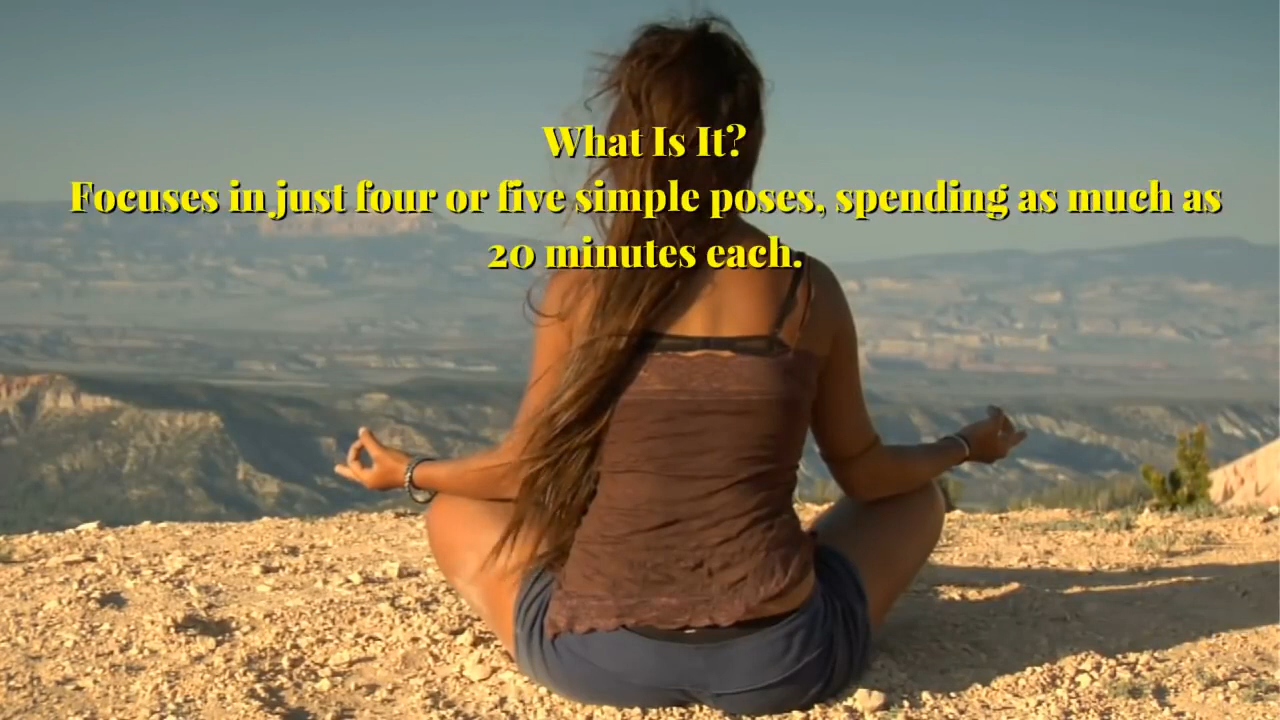 What Is It?
Focuses in just four or five simple poses, spending as much as
20 minutes each.